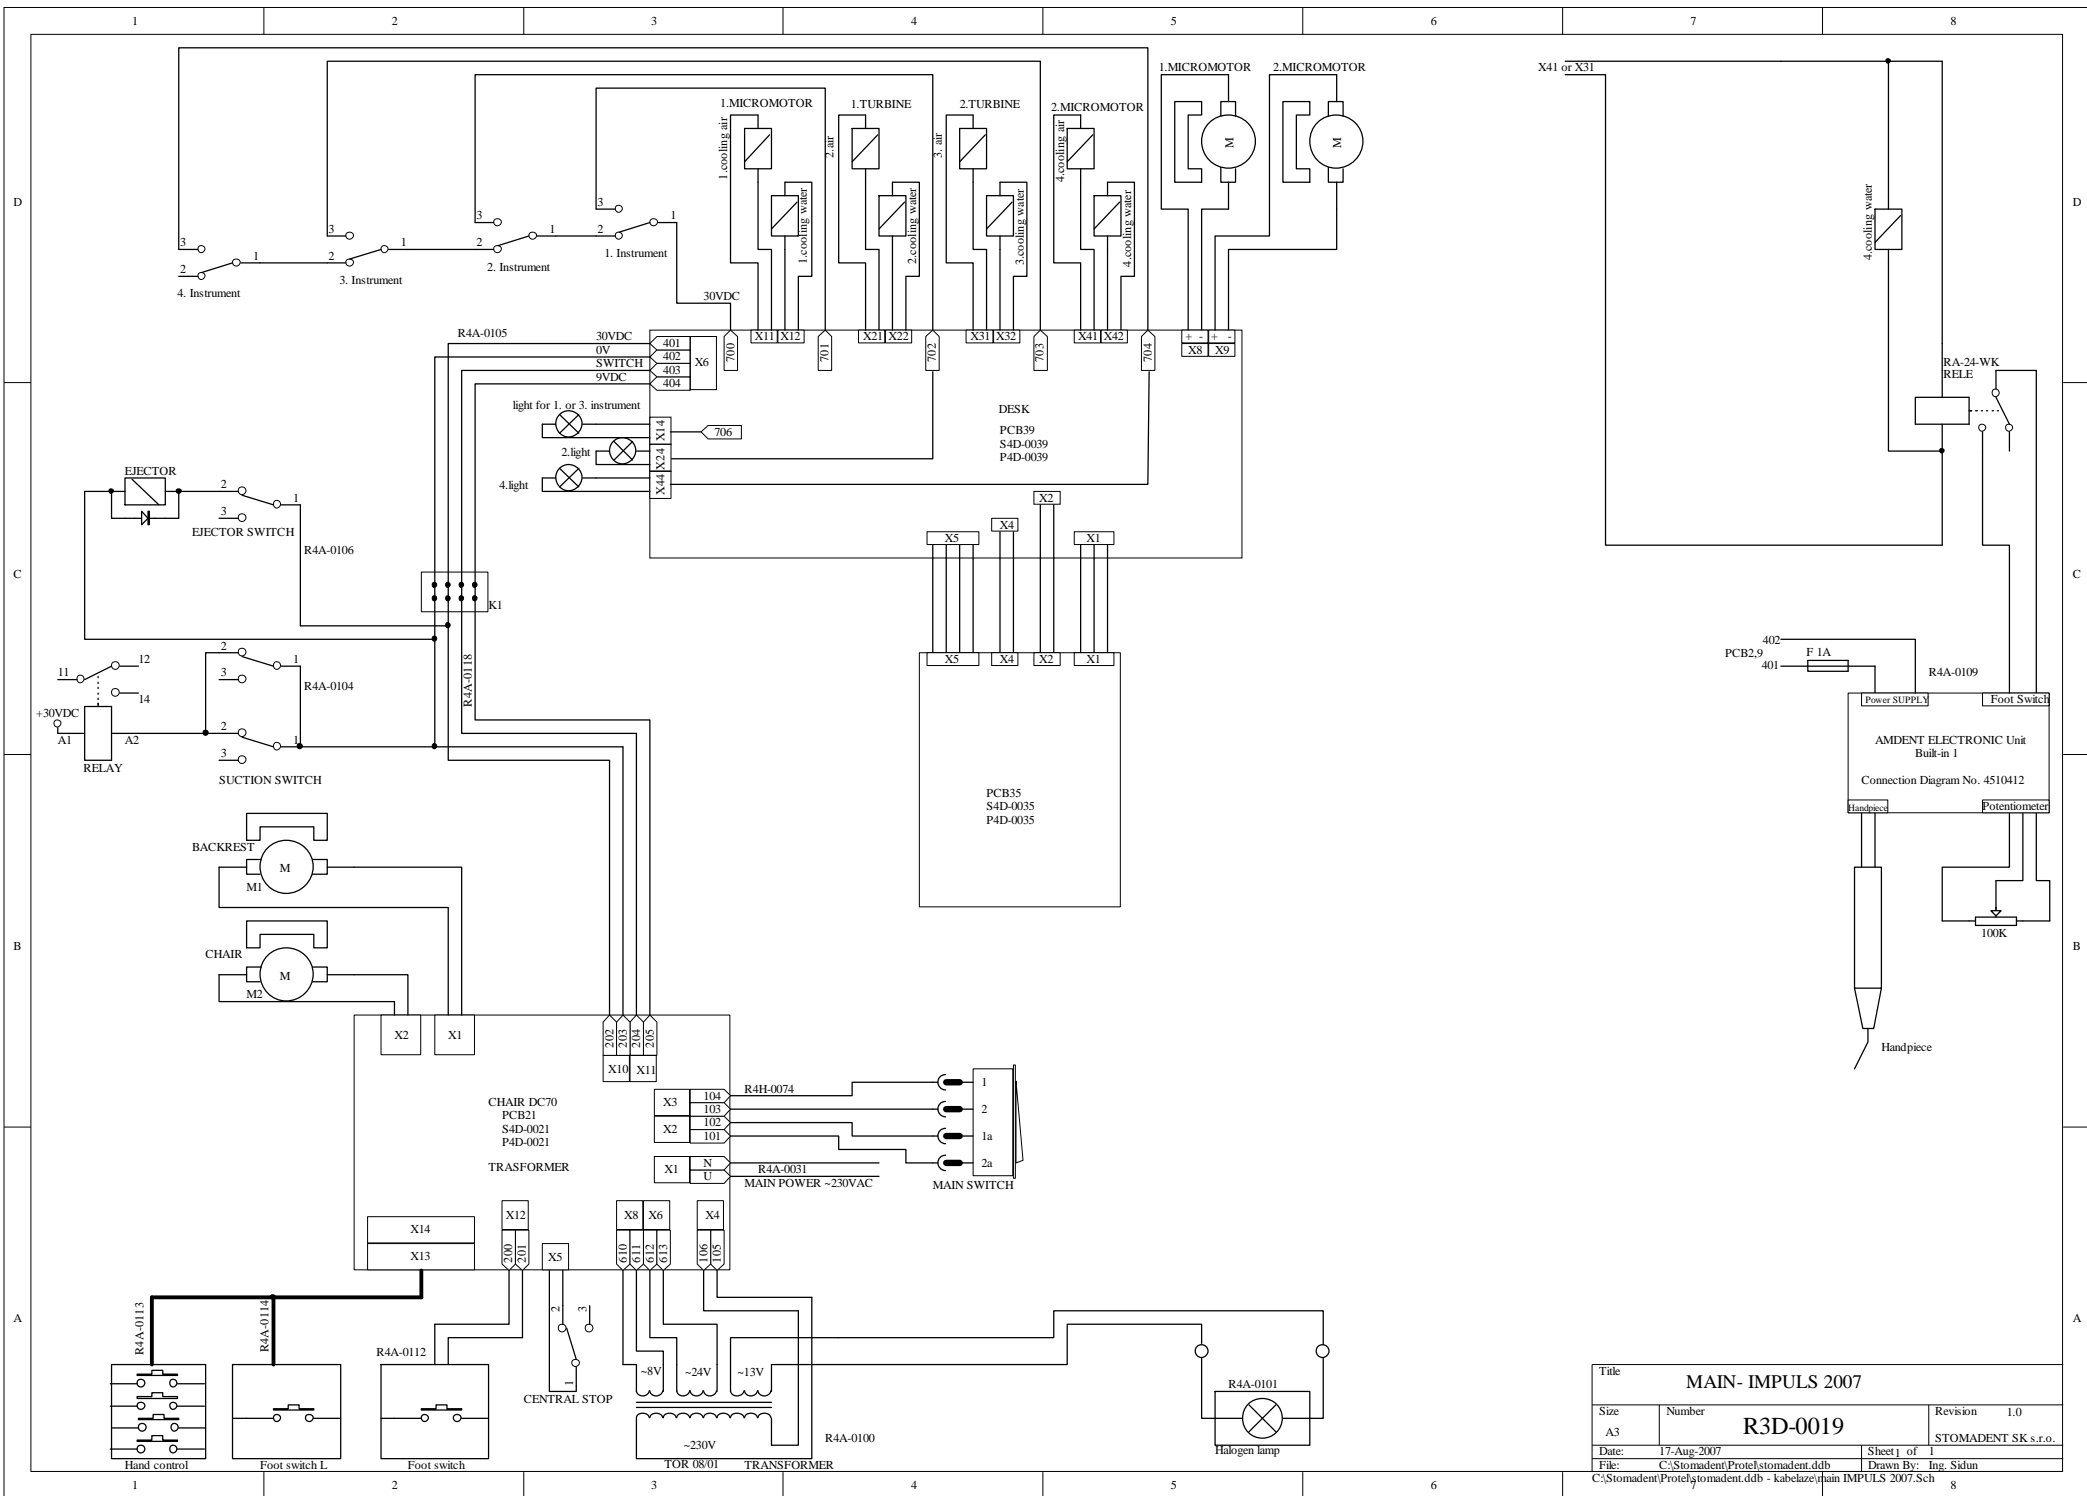 1 2 3 4 5 6 7 8
D
C
B
A
D
C
B
A
1.MICROMOTOR
2.MICROMOTOR
X41 or X31
1.MICROMOTOR
1.TURBINE
2.TURBINE
2.MICROMOTOR
1.cooling air
2.air
3. air
4.cooling air
1.cooling water
2.cooling water
3.cooling water
4.cooling water
M
M
4.cooling water
3
2
1
4. Instrument
3
2
1
3. Instrument
3
2
1
2. Instrument
3
2
1
1. Instrument
30VDC
R4A-0105
30VDC
0V
SWITCH
9VDC
401
402
403
404
X6
700
X11 X12
701
X21 X22
702
X31 X32
703
X41 X42
704
+ - + -
X8 X9
RA-24-WK
RELE
light for 1. or 3. instrument
2.light
4.light
X14
X24
X44
706
DESK
PCB39
S4D-0039
P4D-0039
X5
X4
X2
X1
X5
X4
X2
X1
PCB35
S4D-0035
P4D-0035
EJECTOR
2
3
1
EJECTOR SWITCH
R4A-0106
K1
R4A-0118
11
12
14
+30VDC
A1
A2
RELAY
2
3
1
R4A-0104
2
3
1
SUCTION SWITCH
402
PCB2,9
401
F 1A
R4A-0109
Power SUPPLY
Foot Switch
AMDENT ELECTRONIC Unit
Built-in 1
Connection Diagram No. 4510412
Handpiece
Potentiometer
100K
Handpiece
BACKREST
M
M1
CHAIR
M
M2
X2
X1
202
203
204
205
X10 X11
CHAIR DC70
PCB21
S4D-0021
P4D-0021
TRASFORMER
X3
104
103
X2
102
101
X1
N
U
R4H-0074
R4A-0031
MAIN POWER ~230VAC
1
2
1a
2a
MAIN SWITCH
X14
X13
X12
200
201
X5
X8 X6
610
611
612
613
X4
106
105
R4A-0113
R4A-0114
R4A-0112
2
3
1
CENTRAL STOP
~8V
~24V
~13V
~230V
TOR 08/01
TRANSFORMER
R4A-0100
R4A-0101
Halogen lamp
Hand control
Foot switch L
Foot switch
Title
MAIN- IMPULS 2007
Size
A3
Number
R3D-0019
Revision 1.0
STOMADENT SK s.r.o.
Date: 17-Aug-2007
Sheet1 of 1
File: C:\Stomadent\Protel\stomadent.ddb
Drawn By: Ing. Sidun
C:\Stomadent\Protel\stomadent.ddb - kabelaze\main IMPULS 2007.Sch
1 2 3 4 5 6 7 8